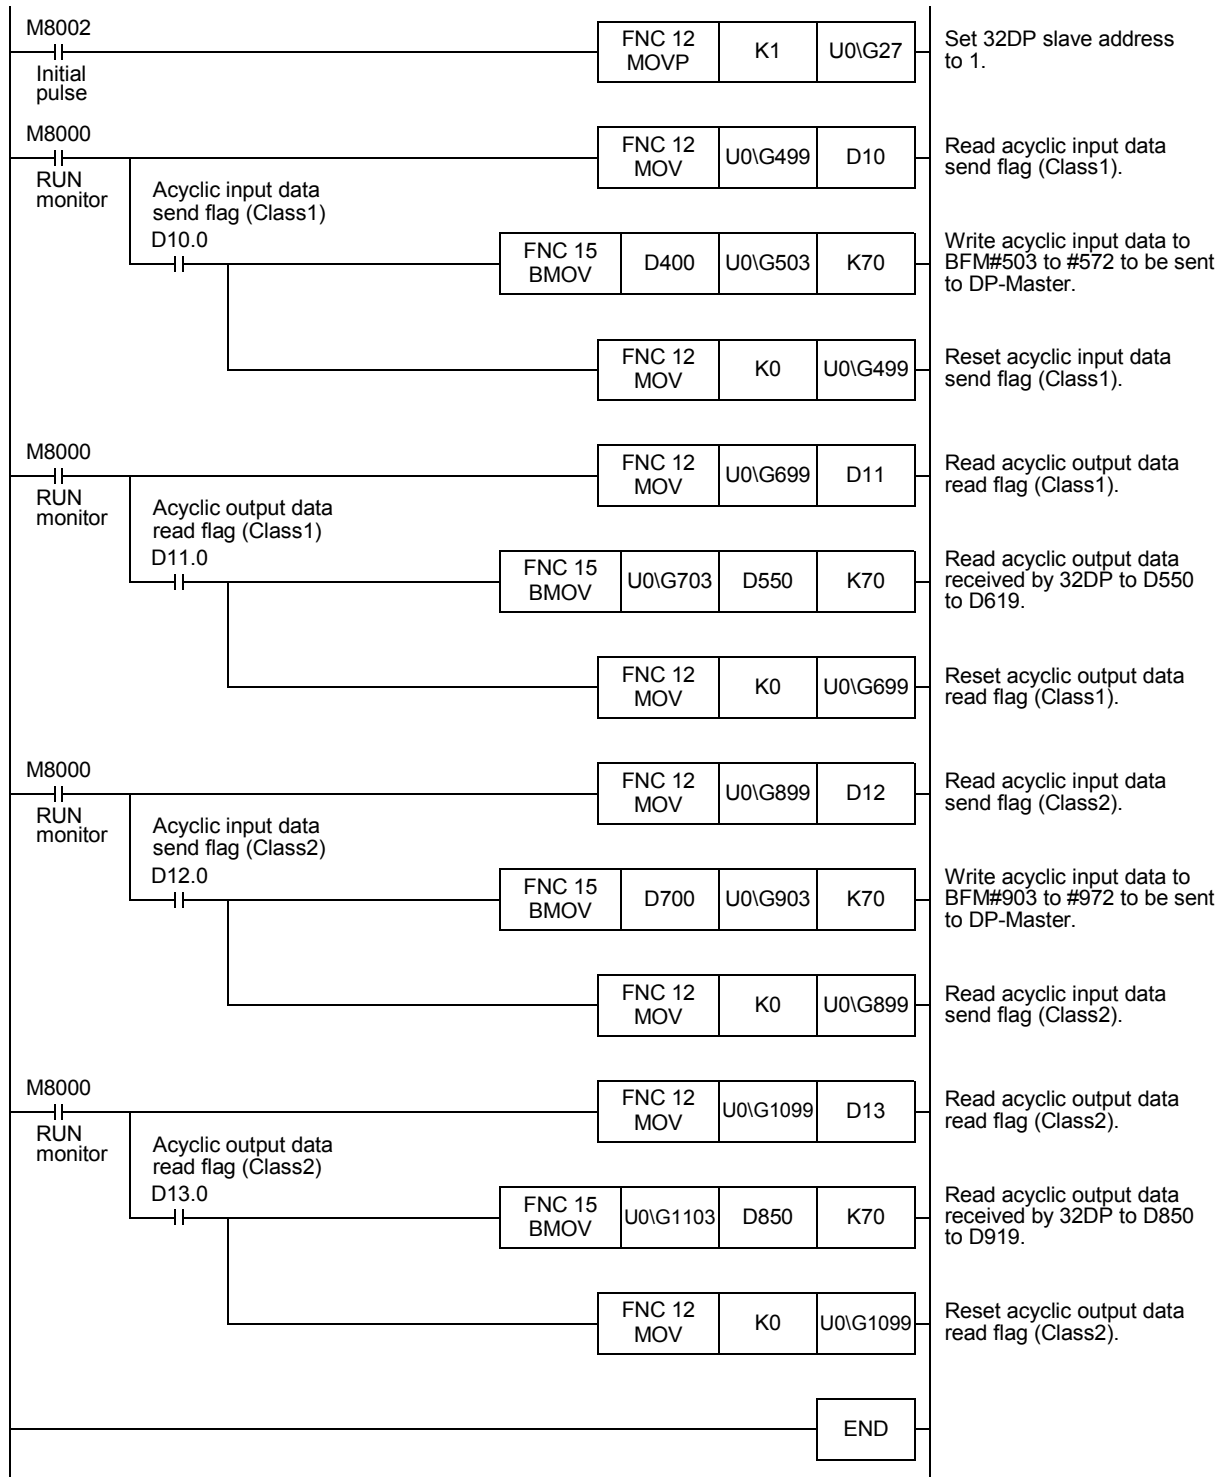 M8002
Initial
pulse
FNC 12
MOVP
K1
U0\G27
Set 32DP slave address
to 1.
M8000
RUN
monitor
FNC 12
MOV
U0\G499
D10
Read acyclic input data
send flag (Class1).
Acyclic input data
send flag (Class1)
D10.0
FNC 15
BMOV
D400
U0\G503
K70
Write acyclic input data to
BFM#503 to #572 to be sent
to DP-Master.
FNC 12
MOV
K0
U0\G499
Reset acyclic input data
send flag (Class1).
M8000
RUN
monitor
FNC 12
MOV
U0\G699
D11
Read acyclic output data
read flag (Class1).
Acyclic output data
read flag (Class1)
D11.0
FNC 15
BMOV
U0\G703
D550
K70
Read acyclic output data
received by 32DP to D550
to D619.
FNC 12
MOV
K0
U0\G699
Reset acyclic output data
read flag (Class1).
M8000
RUN
monitor
FNC 12
MOV
U0\G899
D12
Read acyclic input data
send flag (Class2).
Acyclic input data
send flag (Class2)
D12.0
FNC 15
BMOV
D700
U0\G903
K70
Write acyclic input data to
BFM#903 to #972 to be sent
to DP-Master.
FNC 12
MOV
K0
U0\G899
Read acyclic input data
send flag (Class2).
M8000
RUN
monitor
FNC 12
MOV
U0\G1099
D13
Read acyclic output data
read flag (Class2).
Acyclic output data
read flag (Class2)
D13.0
FNC 15
BMOV
U0\G1103
D850
K70
Read acyclic output data
received by 32DP to D850
to D919.
FNC 12
MOV
K0
U0\G1099
Reset acyclic output data
read flag (Class2).
END